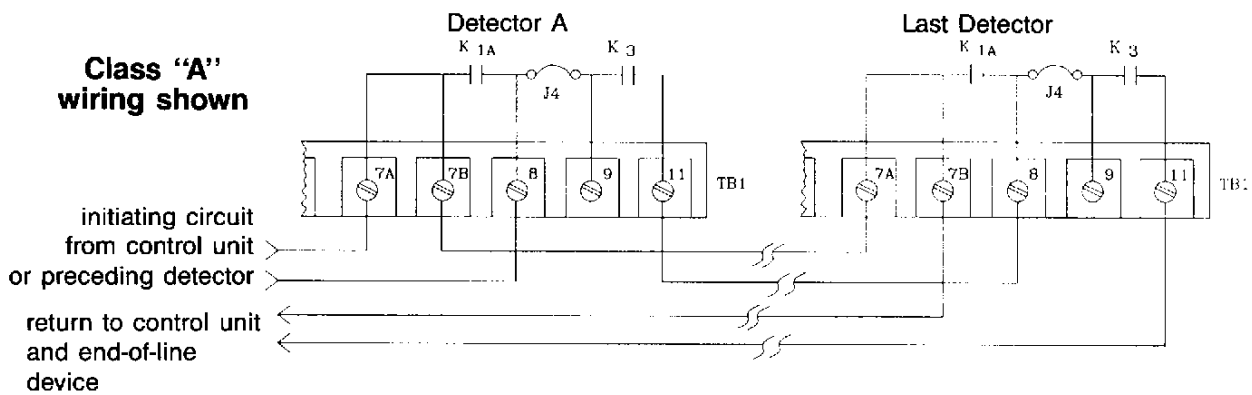 Detector A
Last Detector
Class "A"
wiring shown
K 1A
K 3
J4
K 1A
K 3
J4
7A 7B 8 9 11 TB1
7A 7B 8 9 11 TB1
initiating circuit
from control unit
or preceding detector
return to control unit
and end-of-line
device